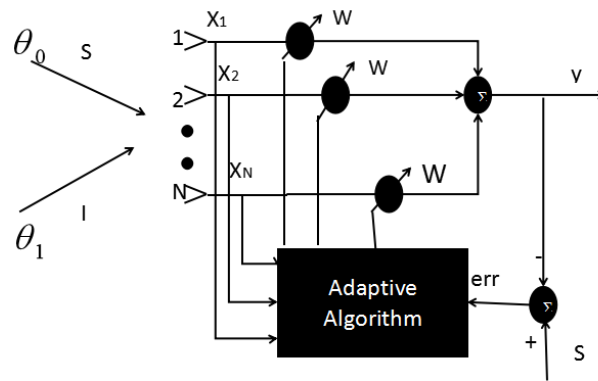 X1
1
W
θ0
S
X2
W
2
Σ
y
XN
N
W
I
θ1
-
err
Adaptive
Algorithm
Σ
+
S